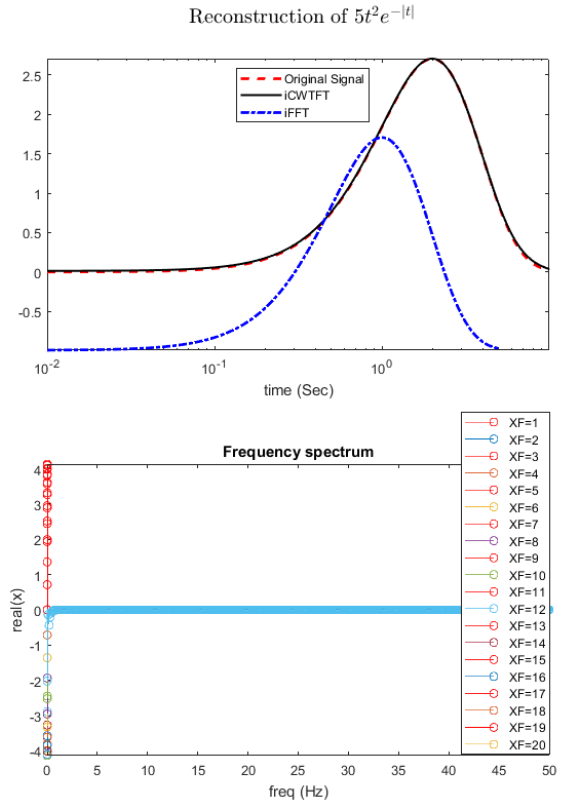 Reconstruction of 5t²e^{-|t|}
2.5
2
1.5
1
0.5
0
-0.5
Original Signal
iCWTFT
iFFT
10⁻² 10⁻¹ 10⁰
time (Sec)
Frequency spectrum
4
3
2
1
0
-1
-2
-3
-4
real(x)
0 5 10 15 20 25 30 35 40 45 50
freq (Hz)
XF=1
XF=2
XF=3
XF=4
XF=5
XF=6
XF=7
XF=8
XF=9
XF=10
XF=11
XF=12
XF=13
XF=14
XF=15
XF=16
XF=17
XF=18
XF=19
XF=20